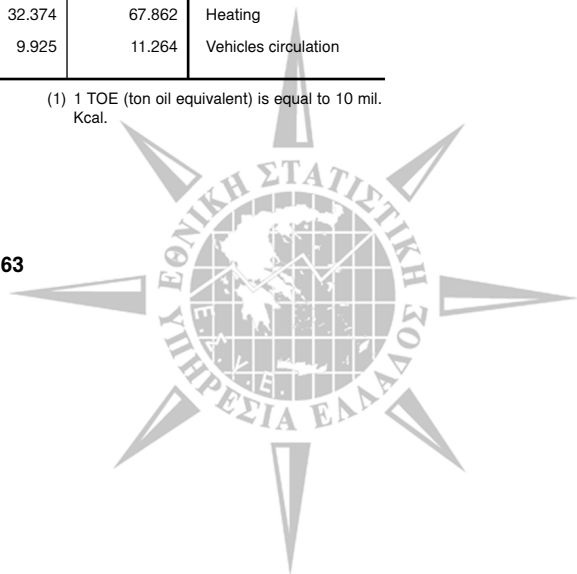 32.374 67.862 Heating
9.925 11.264 Vehicles circulation
(1) 1 TOE (ton oil equivalent) is equal to 10 mil.
Kcal.
63
ΕΘΝΙΚΗ ΣΤΑΤΙΣΤΙΚΗ
ΥΠΗΡΕΣΙΑ ΕΛΛΑΔΟΣ
Ε.Σ.Υ.Ε.